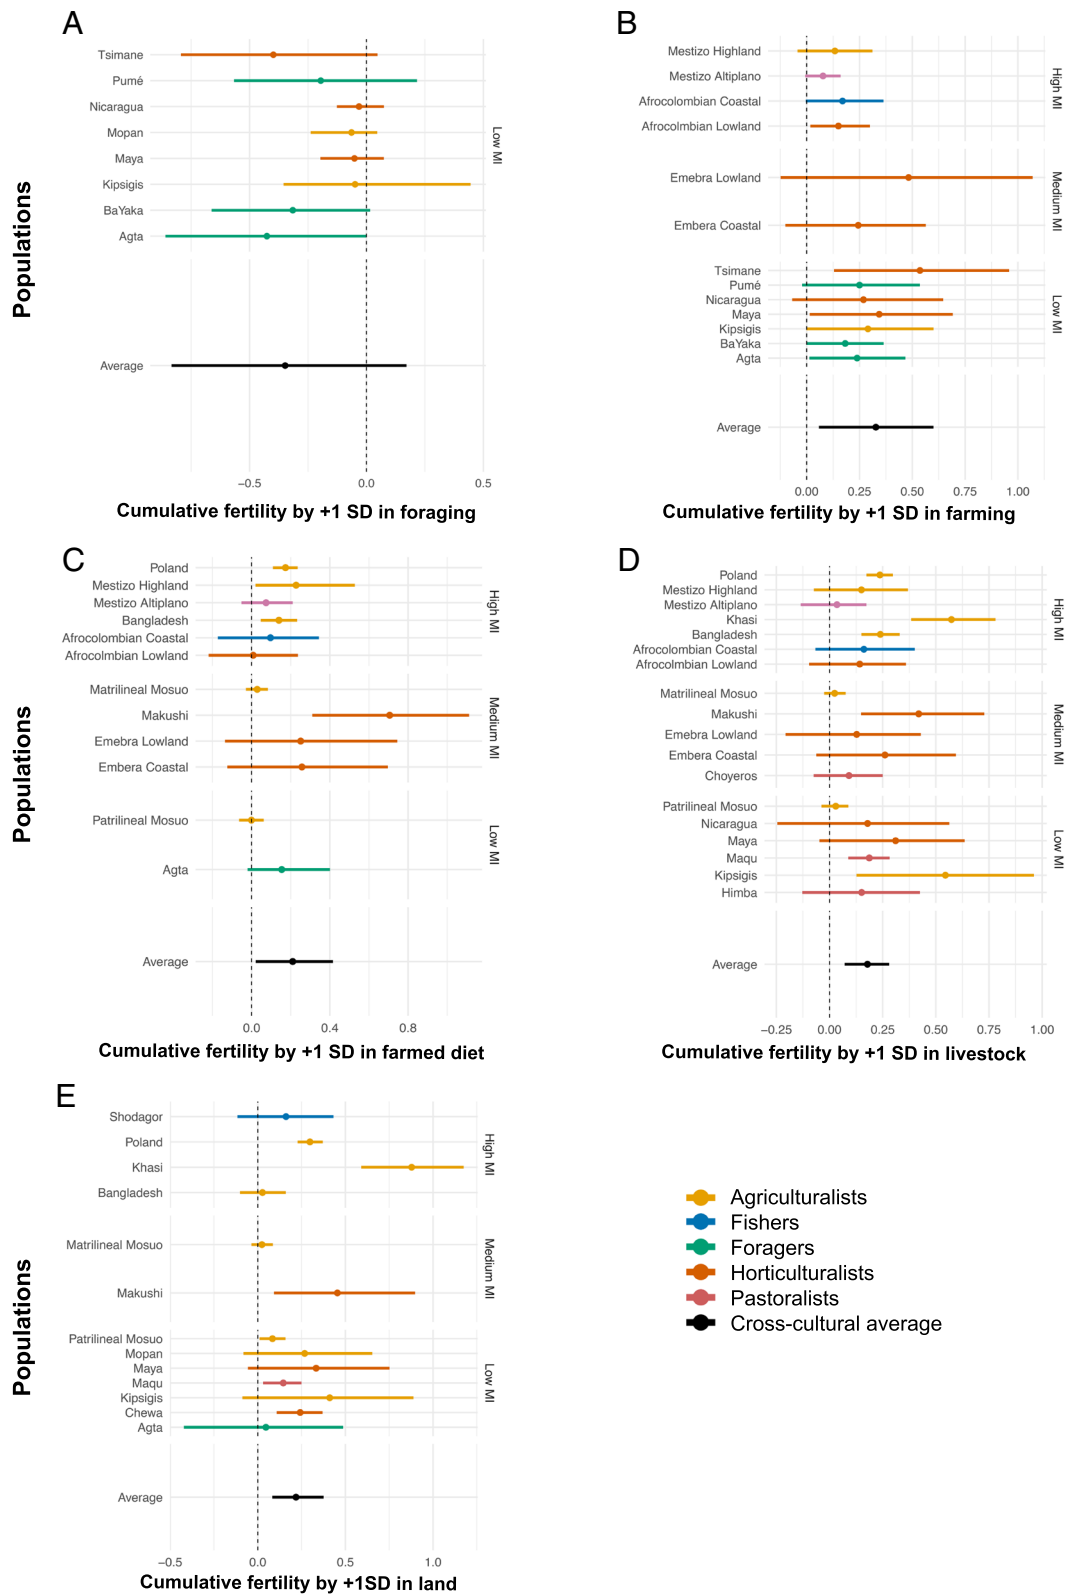 A
Tsimane
Pumé
Nicaragua
Mopan
Maya
Kipsigis
BaYaka
Agta
Low MI
Average
Populations
−0.5 0.0 0.5
Cumulative fertility by +1 SD in foraging
B
Mestizo Highland
Mestizo Altiplano
Afrocolombian Coastal
Afrocolmbian Lowland
High MI
Emebra Lowland
Embera Coastal
Medium MI
Tsimane
Pumé
Nicaragua
Maya
Kipsigis
BaYaka
Agta
Low MI
Average
0.00 0.25 0.50 0.75 1.00
Cumulative fertility by +1 SD in farming
C
Poland
Mestizo Highland
Mestizo Altiplano
Bangladesh
Afrocolombian Coastal
Afrocolmbian Lowland
High MI
Matrilineal Mosuo
Makushi
Emebra Lowland
Embera Coastal
Medium MI
Patrilineal Mosuo
Agta
Low MI
Average
Populations
0.0 0.4 0.8
Cumulative fertility by +1 SD in farmed diet
D
Poland
Mestizo Highland
Mestizo Altiplano
Khasi
Bangladesh
Afrocolombian Coastal
Afrocolmbian Lowland
High MI
Matrilineal Mosuo
Makushi
Emebra Lowland
Embera Coastal
Choyeros
Medium MI
Patrilineal Mosuo
Nicaragua
Maya
Maqu
Kipsigis
Himba
Low MI
Average
−0.25 0.00 0.25 0.50 0.75 1.00
Cumulative fertility by +1 SD in livestock
E
Shodagor
Poland
Khasi
Bangladesh
High MI
Matrilineal Mosuo
Makushi
Medium MI
Patrilineal Mosuo
Mopan
Maya
Maqu
Kipsigis
Chewa
Agta
Low MI
Average
Populations
−0.5 0.0 0.5 1.0
Cumulative fertility by +1SD in land
Agriculturalists
Fishers
Foragers
Horticulturalists
Pastoralists
Cross-cultural average